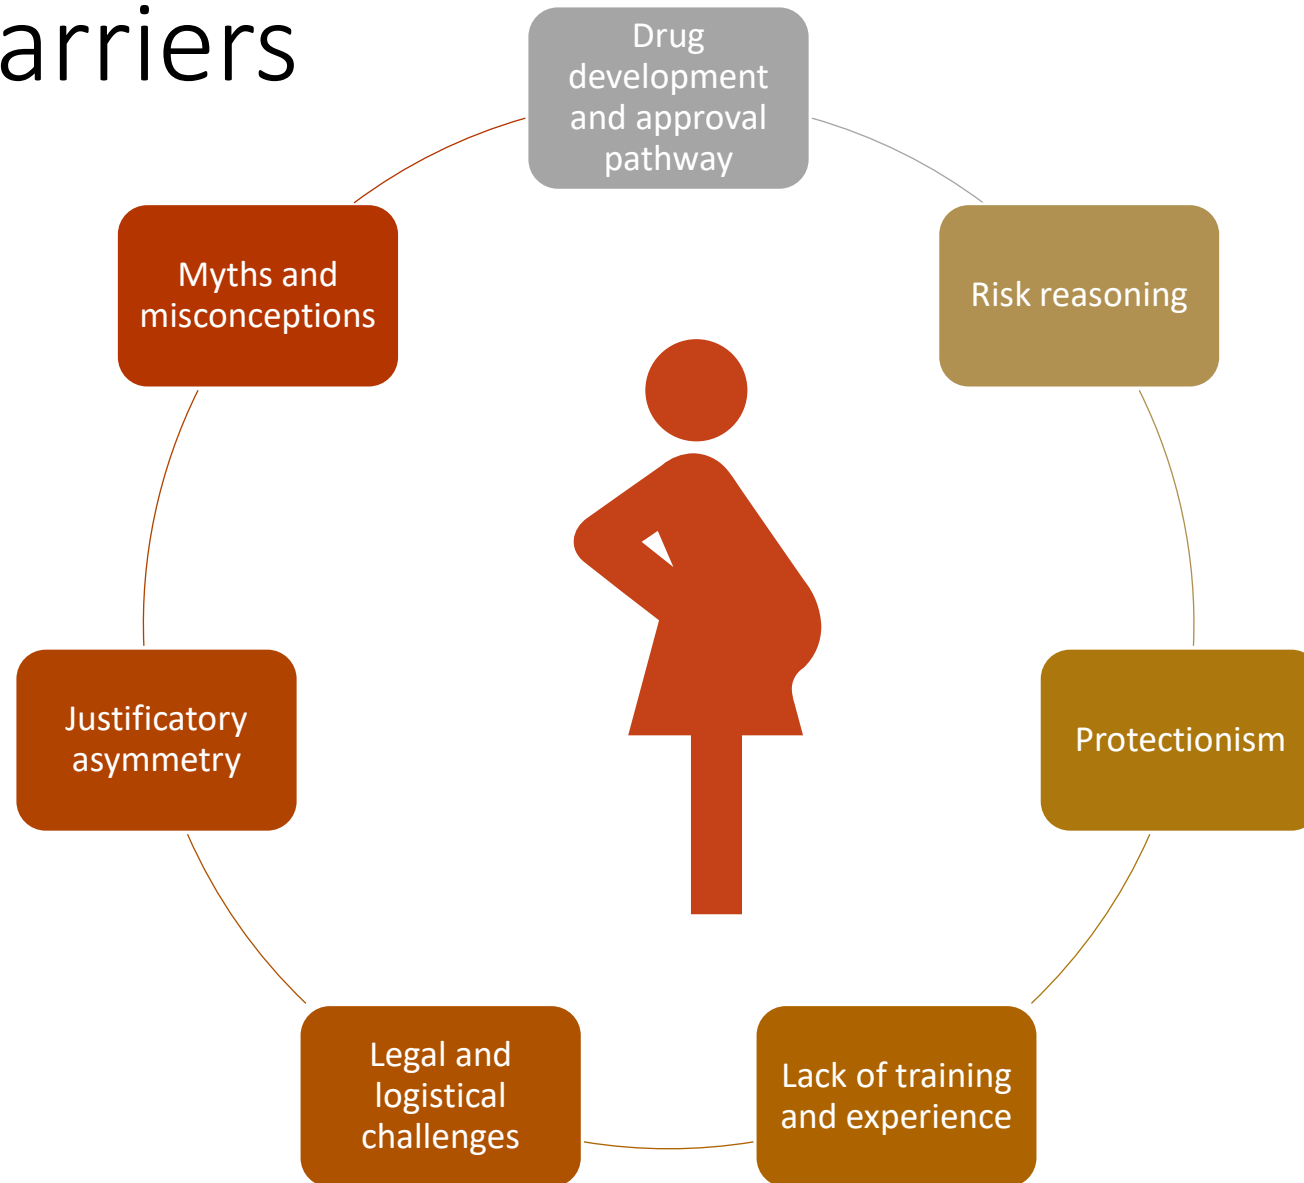 arriers
Drug
development
and approval
pathway
Risk reasoning
Protectionism
Lack of training
and experience
Legal and
logistical
challenges
Justificatory
asymmetry
Myths and
misconceptions